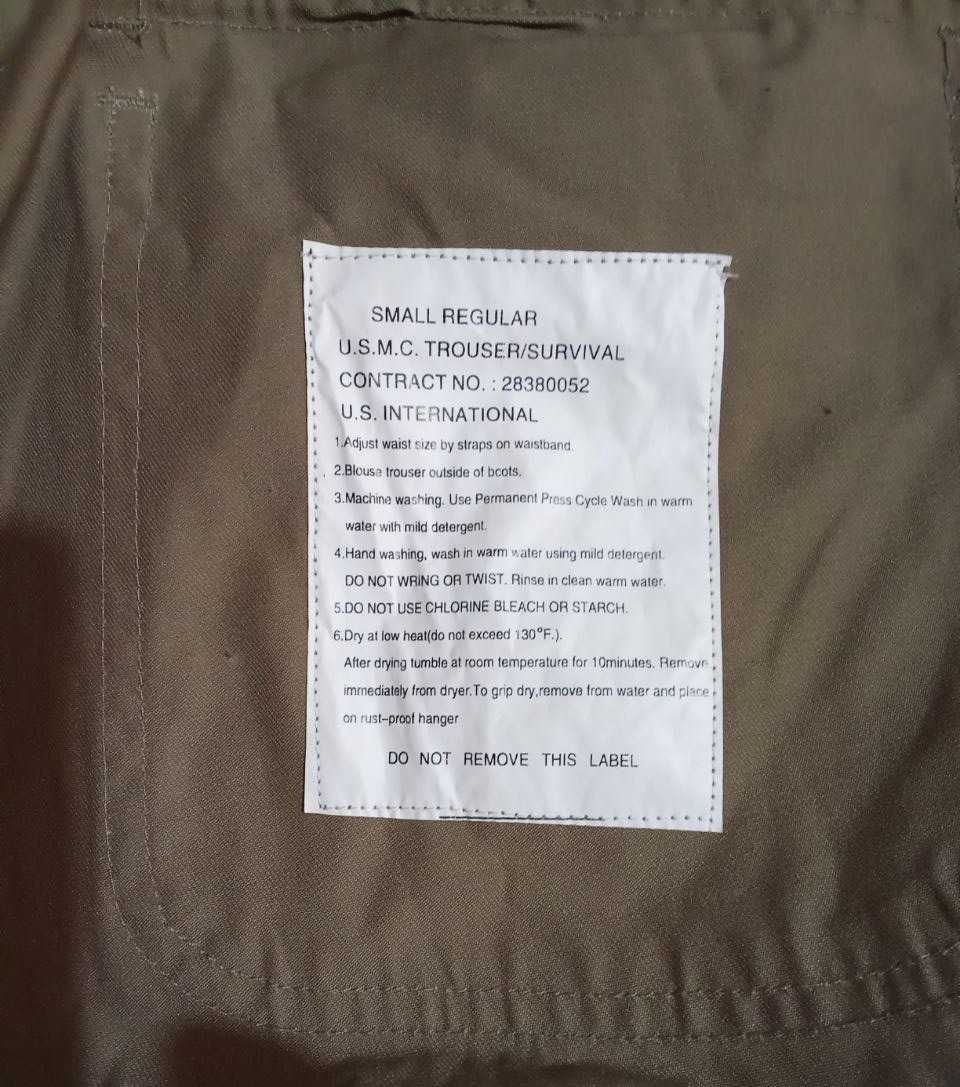 SMALL REGULAR
U.S.M.C. TROUSER/SURVIVAL
CONTRACT NO. : 28380052
U.S. INTERNATIONAL
1.Adjust waist size by straps on waistband.
2.Blouse trouser outside of bcots.
3.Machine washing. Use Permanent Press Cycle Wash in warm
water with mild detergent.
4.Hand washing, wash in warm water using mild detergent.
DO NOT WRING OR TWIST. Rinse in clean warm water.
5.DO NOT USE CHLORINE BLEACH OR STARCH.
6.Dry at low heat(do not exceed 130°F.).
After drying tumble at room temperature for 10minutes. Remove
immediately from dryer.To grip dry,remove from water and place
on rust-proof hanger
DO NOT REMOVE THIS LABEL